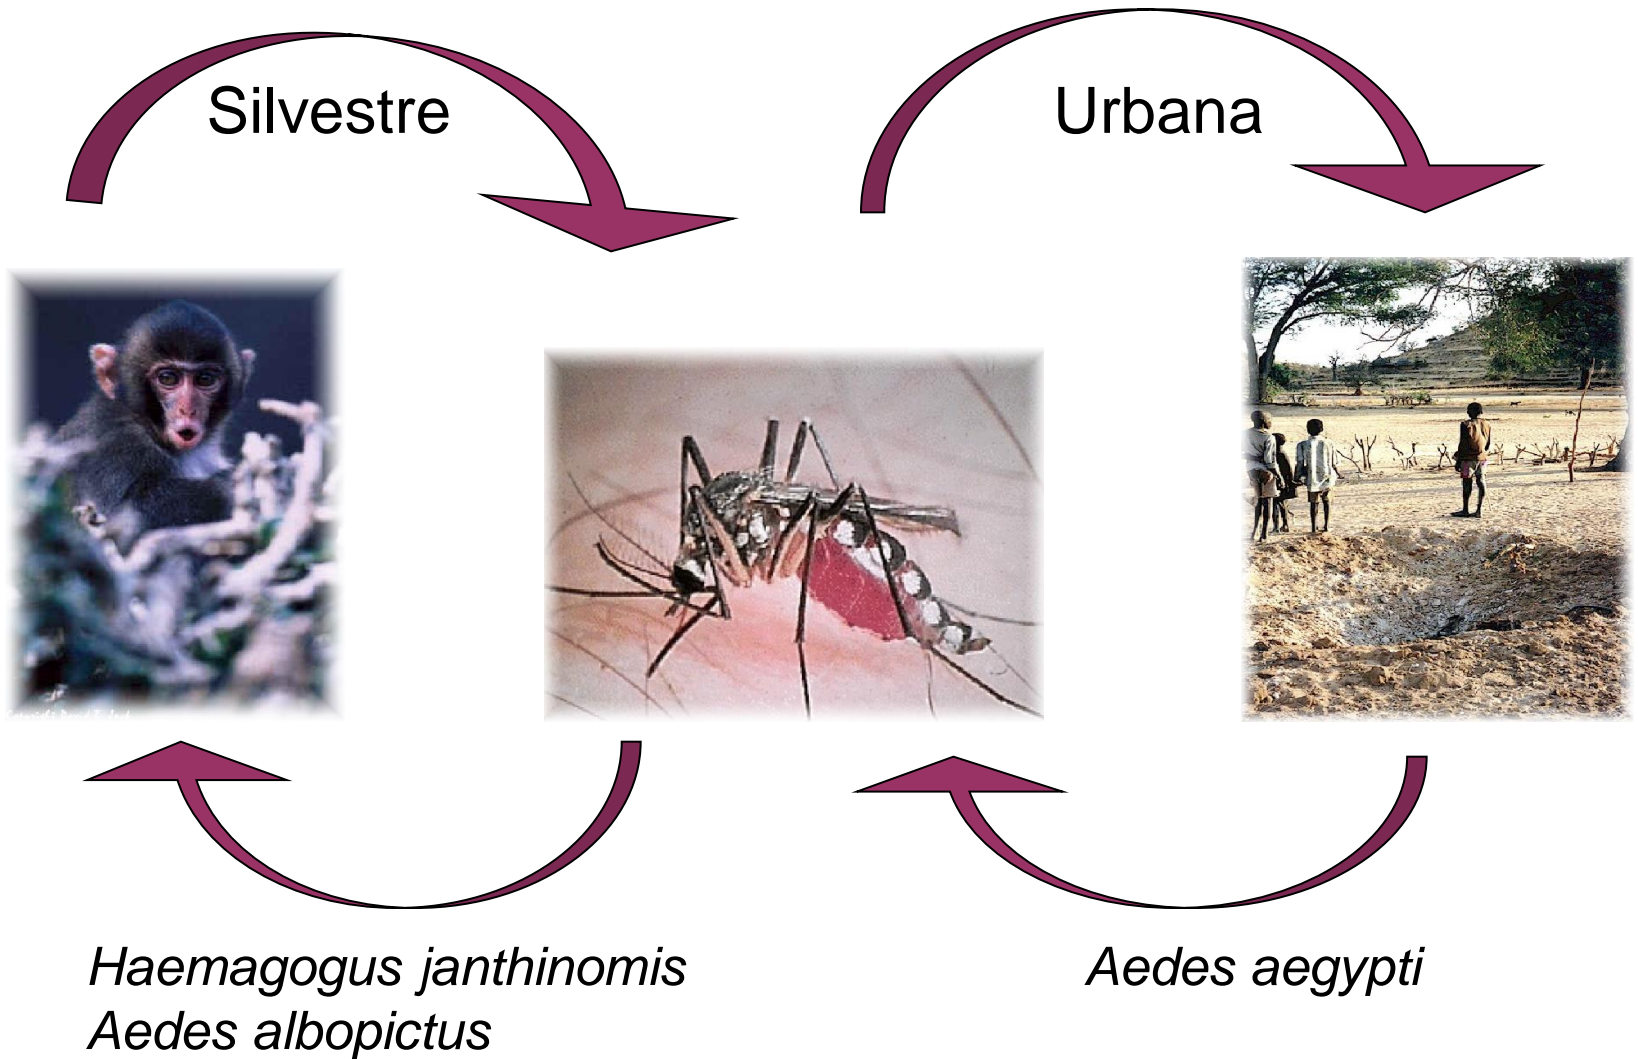 Silvestre
Urbana
Haemagogus janthinomis
Aedes albopictus
Aedes aegypti